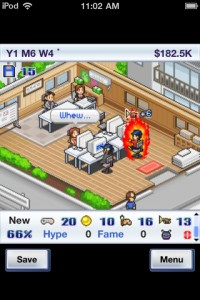 iPod 11:02 AM
Y1 M6 W4 $182.5K
15
Whew...
+6
New 20 10 16 13
66% Hype 0 Fame 0
Save Menu